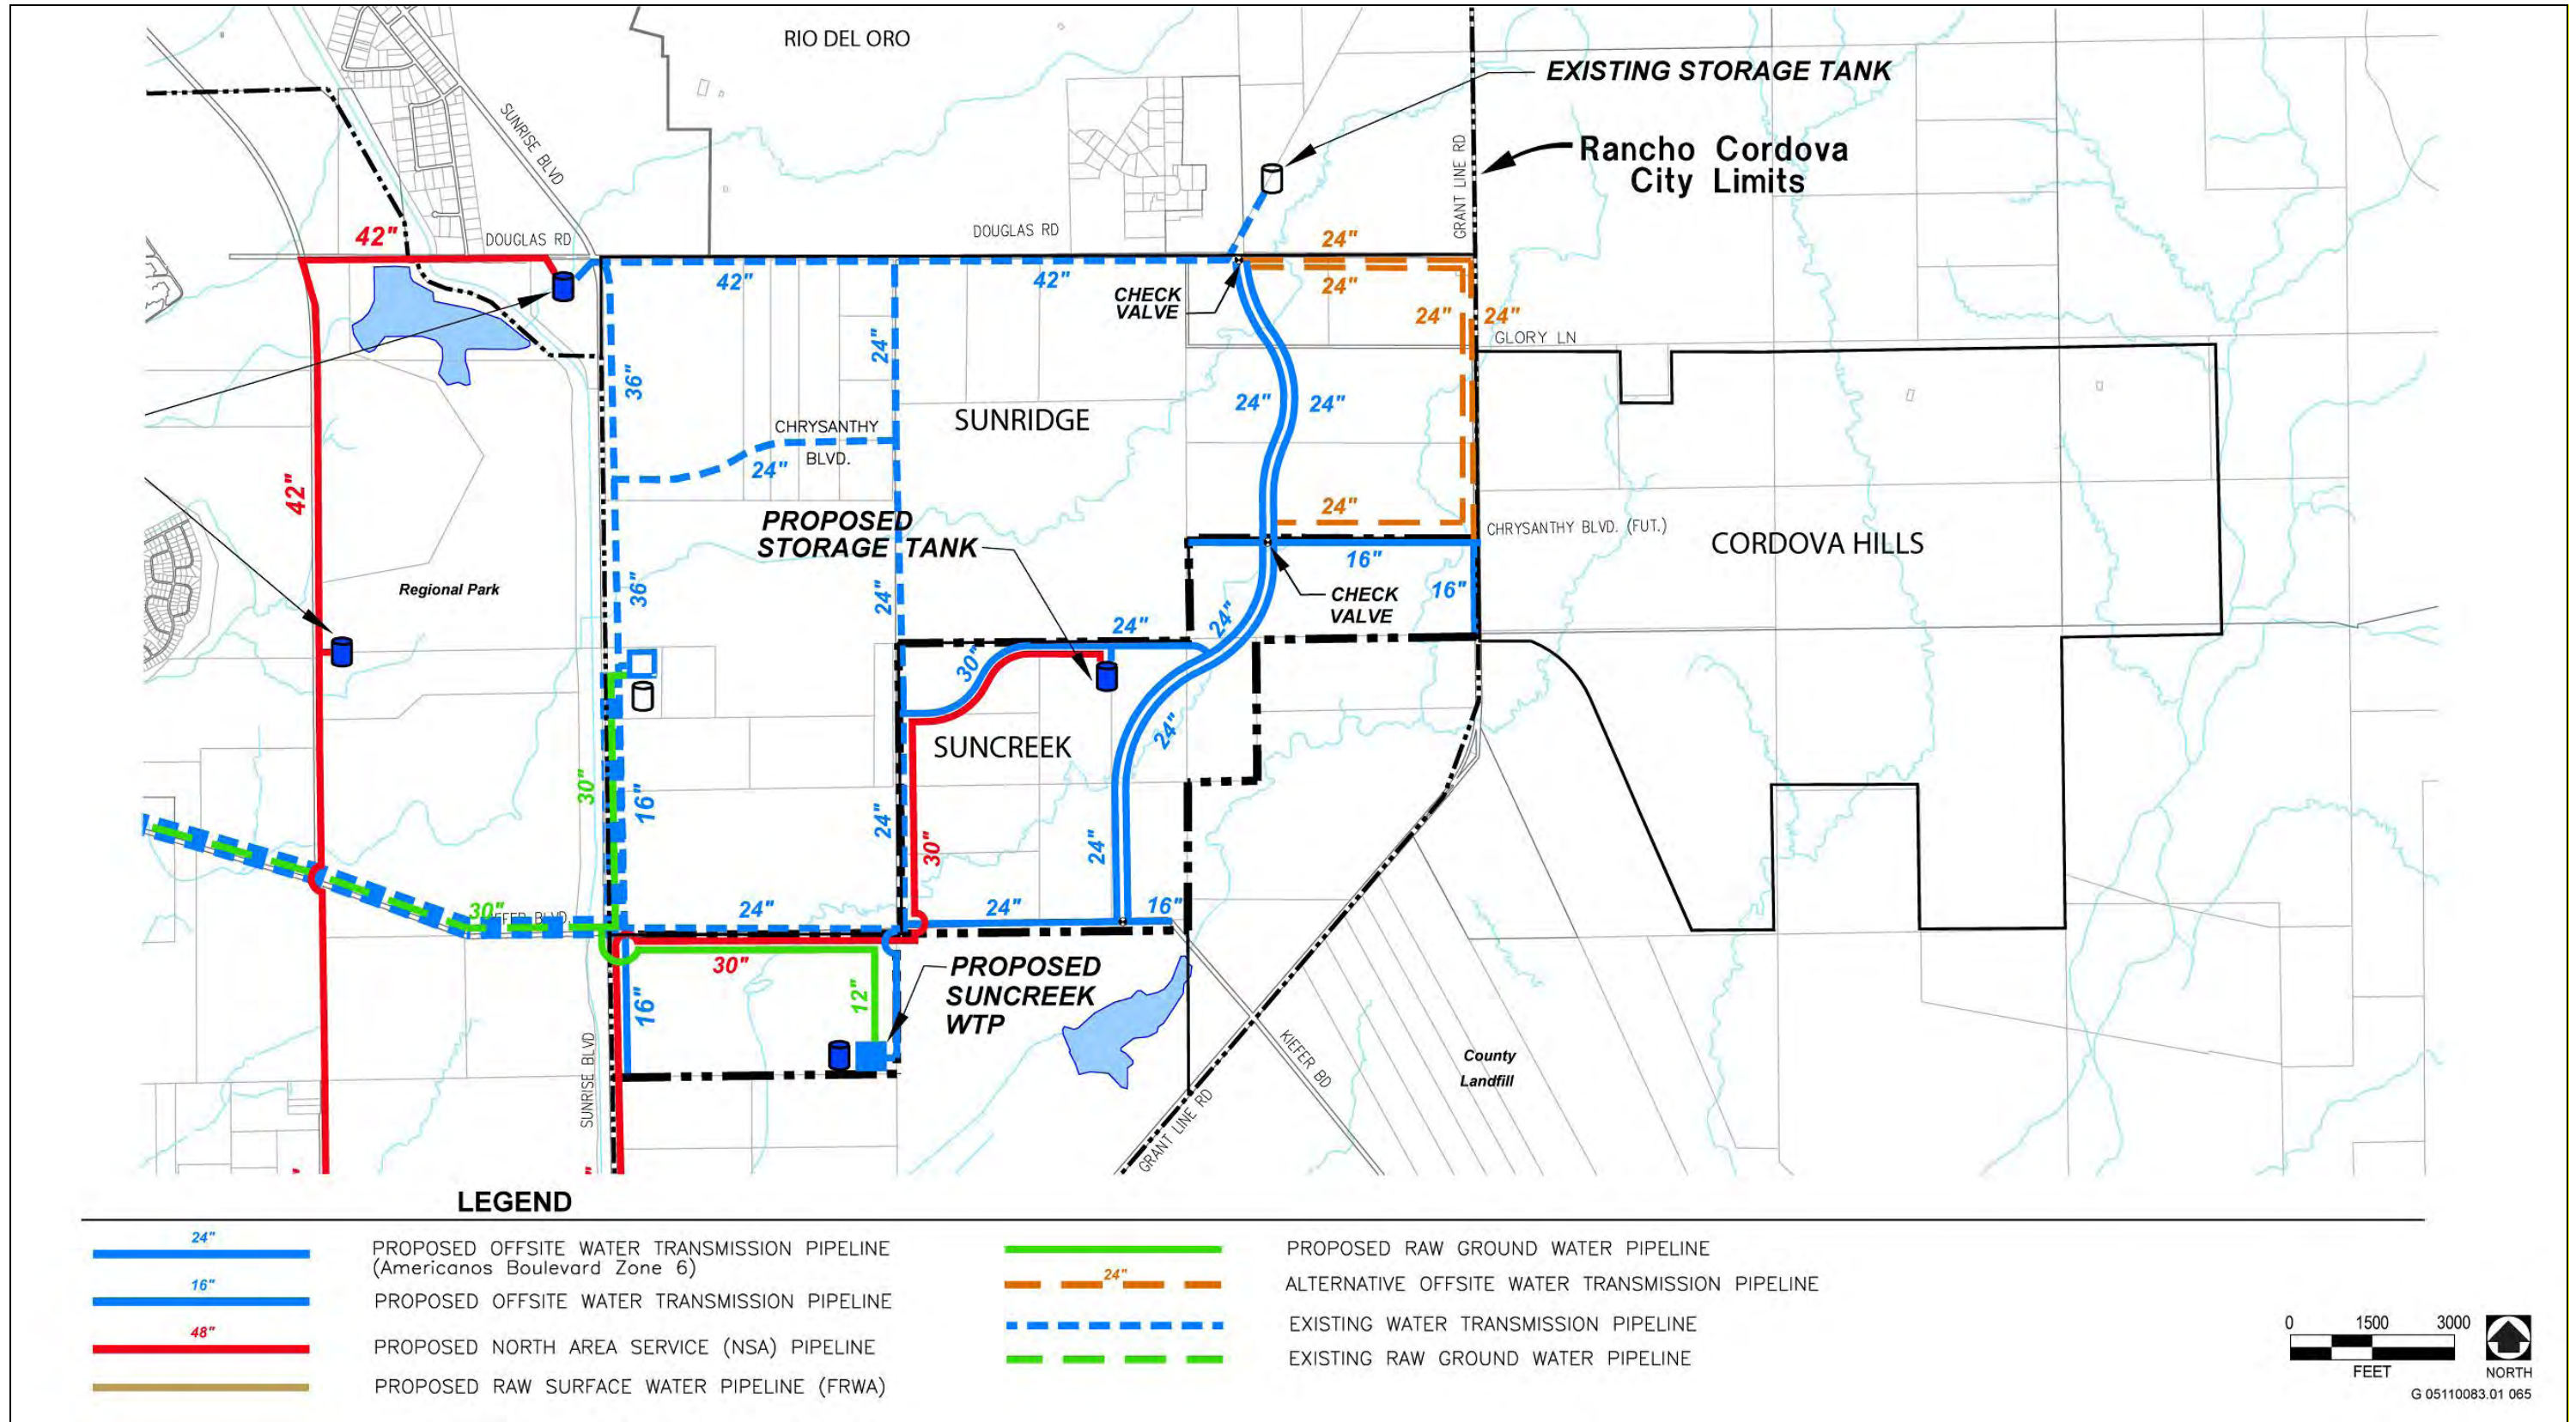 RIO DEL ORO
EXISTING STORAGE TANK
SUNRISE BLVD
GRANT LINE RD
Rancho Cordova
City Limits
42"
DOUGLAS RD
DOUGLAS RD
24"
42"
42"
24"
CHECK
VALVE
24"
24"
GLORY LN
24"
36"
24"
24"
SUNRIDGE
CHRYSANTHY
BLVD.
24"
42"
24"
PROPOSED
STORAGE TANK
CHRYSANTHY BLVD. (FUT.)
CORDOVA HILLS
16"
Regional Park
36"
24"
CHECK
VALVE
16"
24"
24"
30"
24"
SUNCREEK
30"
16"
24"
30"
24"
30"
EFER BLVD.
24"
24"
16"
30"
PROPOSED
SUNCREEK
WTP
16"
12"
SUNRISE BLVD
KIEFER BD
County
Landfill
GRANT LINE RD
"
"
LEGEND
24"
PROPOSED OFFSITE WATER TRANSMISSION PIPELINE
(Americanos Boulevard Zone 6)
16"
PROPOSED OFFSITE WATER TRANSMISSION PIPELINE
48"
PROPOSED NORTH AREA SERVICE (NSA) PIPELINE
PROPOSED RAW SURFACE WATER PIPELINE (FRWA)
PROPOSED RAW GROUND WATER PIPELINE
24"
ALTERNATIVE OFFSITE WATER TRANSMISSION PIPELINE
EXISTING WATER TRANSMISSION PIPELINE
EXISTING RAW GROUND WATER PIPELINE
0 1500 3000
FEET
NORTH
G 05110083.01 065